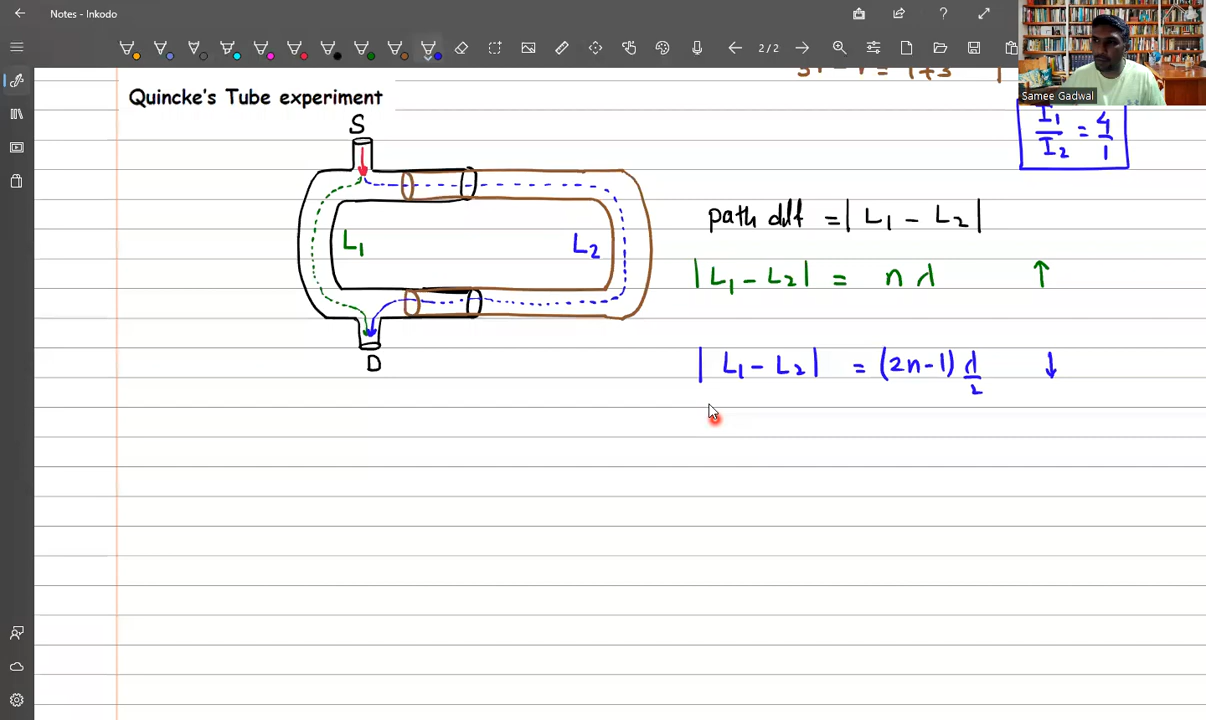 Notes - Inkodo
2/2
Samee Gadwal
Quincke's Tube experiment
I₁/I₂ = 4/1
S
path diff = | L₁ - L₂ |
L₁
L₂
| L₁ - L₂ | = n λ ↑
D
| L₁ - L₂ | = (2n-1) λ/2 ↓